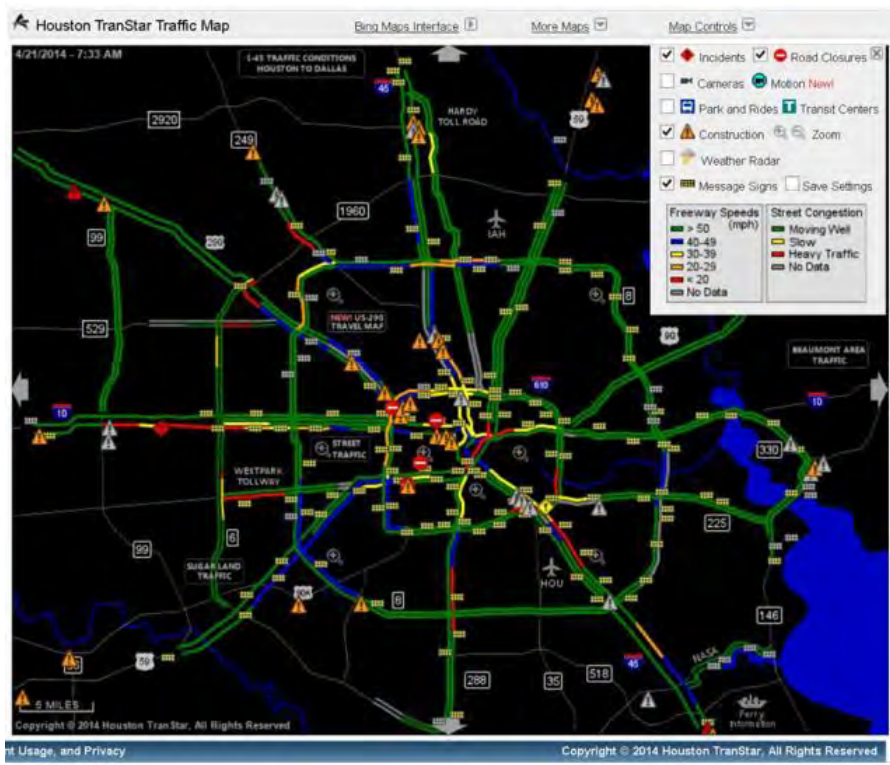 Houston TranStar Traffic Map
Bing Maps Interface
More Maps
Map Controls
4/21/2014 - 7:33 AM
I-45 TRAFFIC CONDITIONS
HOUSTON TO DALLAS
Incidents
Road Closures
Cameras
Motion New!
Park and Rides
Transit Centers
Construction
Zoom
Weather Radar
Message Signs
Save Settings
Freeway Speeds
(mph)
> 50
40-49
30-39
20-29
< 20
No Data
Street Congestion
Moving Well
Slow
Heavy Traffic
No Data
45
HARDY
TOLL ROAD
2920
249
59
1960
IAH
99
290
8
NEW! US-290
TRAVEL MAP
529
90
BEAUMONT AREA
TRAFFIC
610
10
10
STREET
TRAFFIC
330
WESTPARK
TOLLWAY
225
6
99
SUGAR LAND
TRAFFIC
HOU
90A
6
146
NASA
59
45
518
288
35
5 MILES
Ferry
Information
Copyright © 2014 Houston TranStar, All Rights Reserved
nt Usage, and Privacy
Copyright © 2014 Houston TranStar, All Rights Reserved